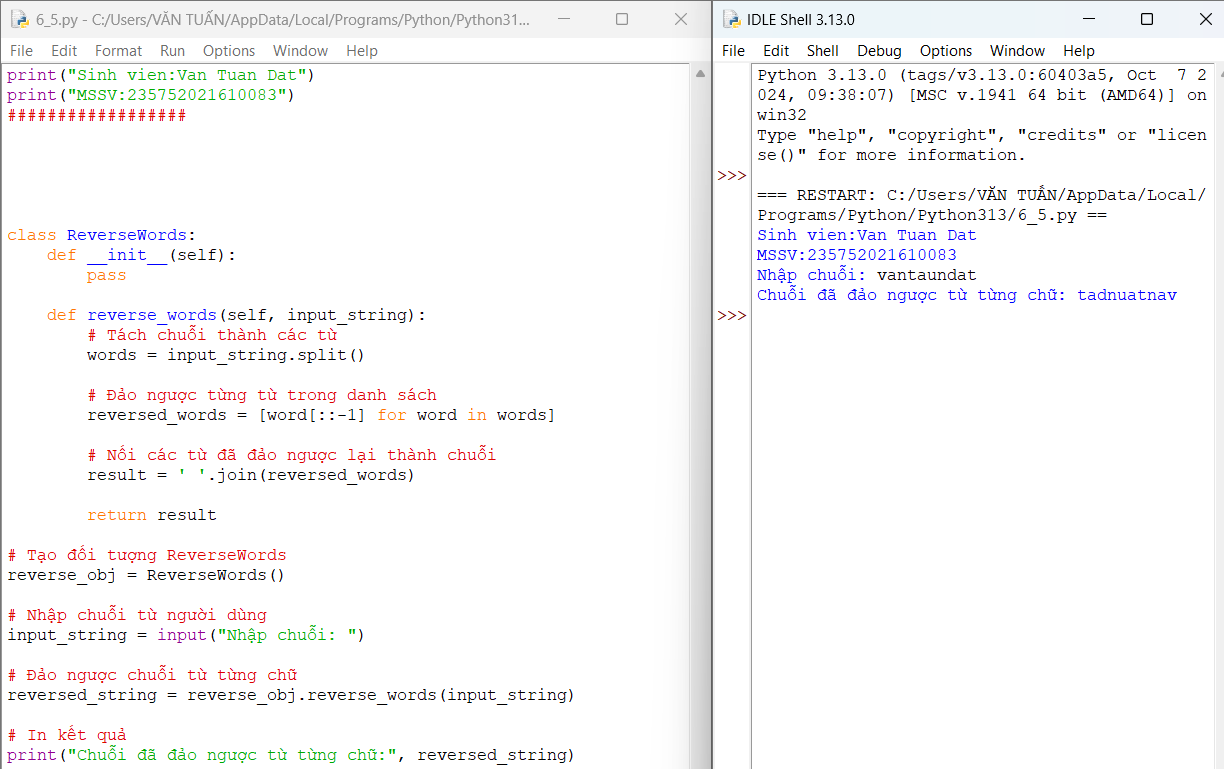 6_5.py - C:/Users/VĂN TUẤN/AppData/Local/Programs/Python/Python31...
File Edit Format Run Options Window Help
print("Sinh vien:Van Tuan Dat")
print("MSSV:235752021610083")
##################
class ReverseWords:
    def __init__(self):
        pass
    def reverse_words(self, input_string):
        # Tách chuỗi thành các từ
        words = input_string.split()
        # Đảo ngược từng từ trong danh sách
        reversed_words = [word[::-1] for word in words]
        # Nối các từ đã đảo ngược lại thành chuỗi
        result = ' '.join(reversed_words)
        return result
# Tạo đối tượng ReverseWords
reverse_obj = ReverseWords()
# Nhập chuỗi từ người dùng
input_string = input("Nhập chuỗi: ")
# Đảo ngược chuỗi từ từng chữ
reversed_string = reverse_obj.reverse_words(input_string)
# In kết quả
print("Chuỗi đã đảo ngược từ từng chữ:", reversed_string)
IDLE Shell 3.13.0
File Edit Shell Debug Options Window Help
Python 3.13.0 (tags/v3.13.0:60403a5, Oct  7 2
024, 09:38:07) [MSC v.1941 64 bit (AMD64)] on
win32
Type "help", "copyright", "credits" or "licen
se()" for more information.
>>>
=== RESTART: C:/Users/VĂN TUẤN/AppData/Local/
Programs/Python/Python313/6_5.py ==
Sinh vien:Van Tuan Dat
MSSV:235752021610083
Nhập chuỗi: vantaundat
Chuỗi đã đảo ngược từ từng chữ: tadnuatnav
>>>